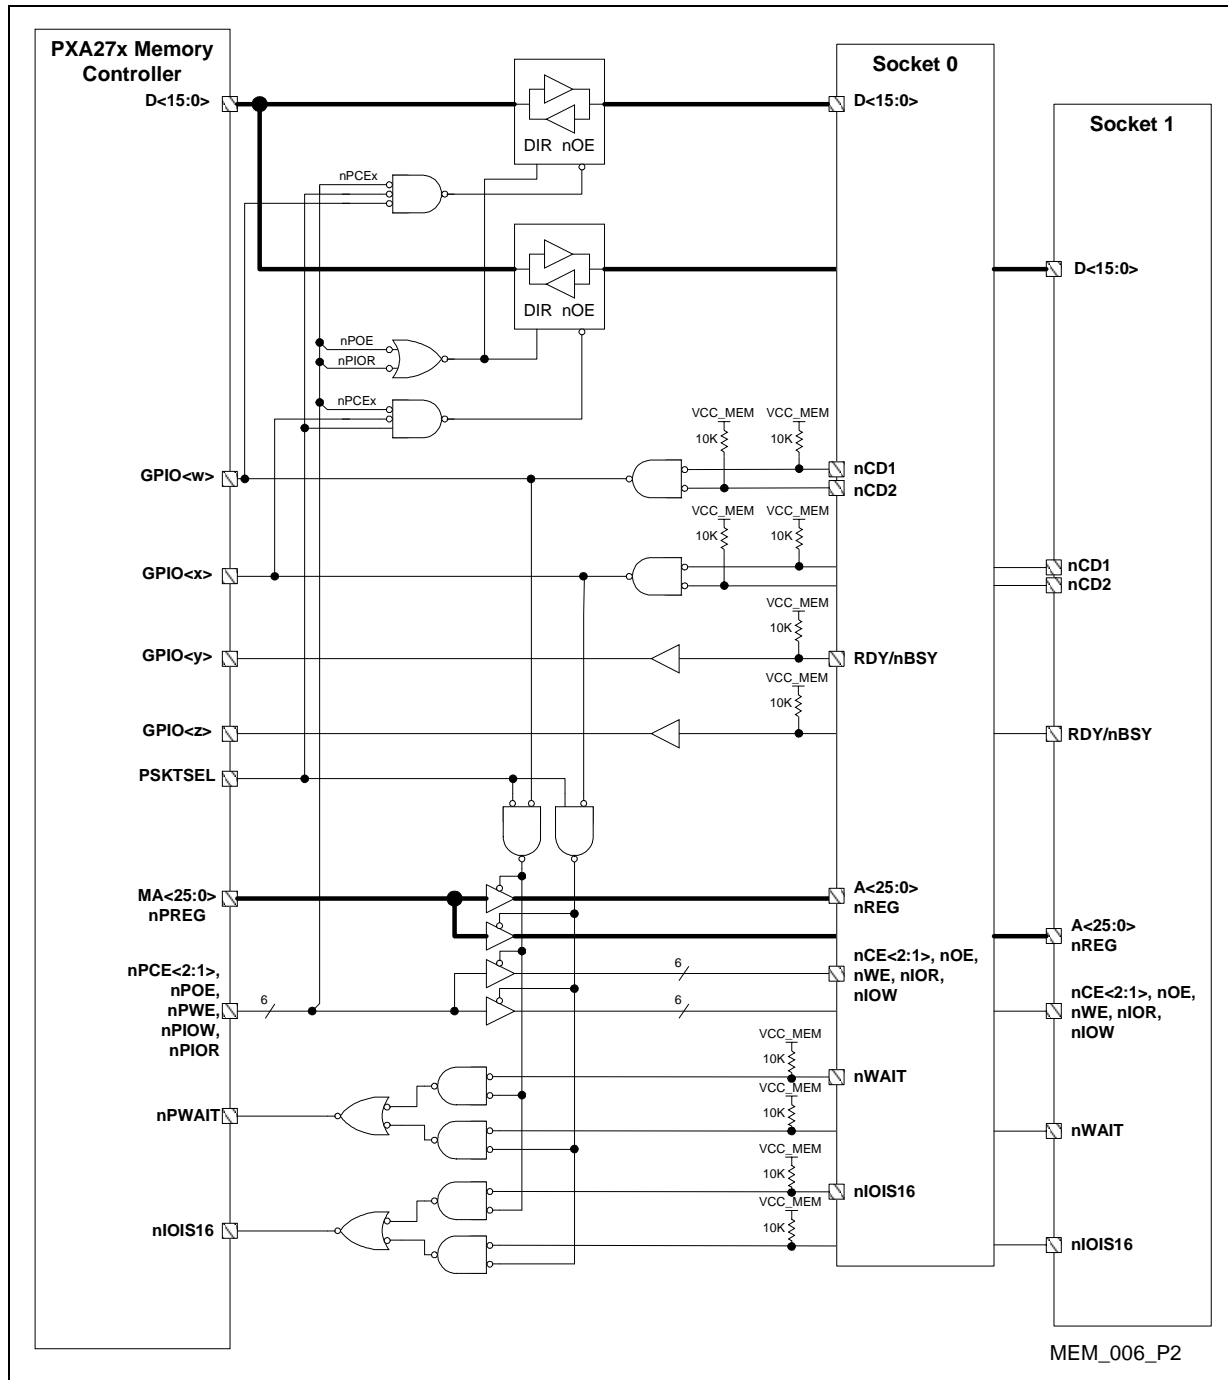 PXA27x Memory
Controller
Socket 0
Socket 1
D<15:0>
D<15:0>
DIR nOE
nPCEx
D<15:0>
DIR nOE
nPOE
nPIOR
nPCEx
VCC_MEM
VCC_MEM
10K
10K
GPIO<w>
nCD1
nCD2
VCC_MEM
VCC_MEM
10K
10K
GPIO<x>
nCD1
nCD2
VCC_MEM
10K
GPIO<y>
RDY/nBSY
VCC_MEM
10K
GPIO<z>
RDY/nBSY
PSKTSEL
MA<25:0>
nPREG
A<25:0>
nREG
A<25:0>
nREG
nPCE<2:1>,
nPOE,
nPWE,
nPIOW,
nPIOR
6
6
6
nCE<2:1>, nOE,
nWE, nIOR,
nIOW
nCE<2:1>, nOE,
nWE, nIOR,
nIOW
VCC_MEM
10K
nWAIT
VCC_MEM
10K
nPWAIT
nWAIT
VCC_MEM
10K
nIOIS16
VCC_MEM
10K
nIOIS16
nIOIS16
MEM_006_P2